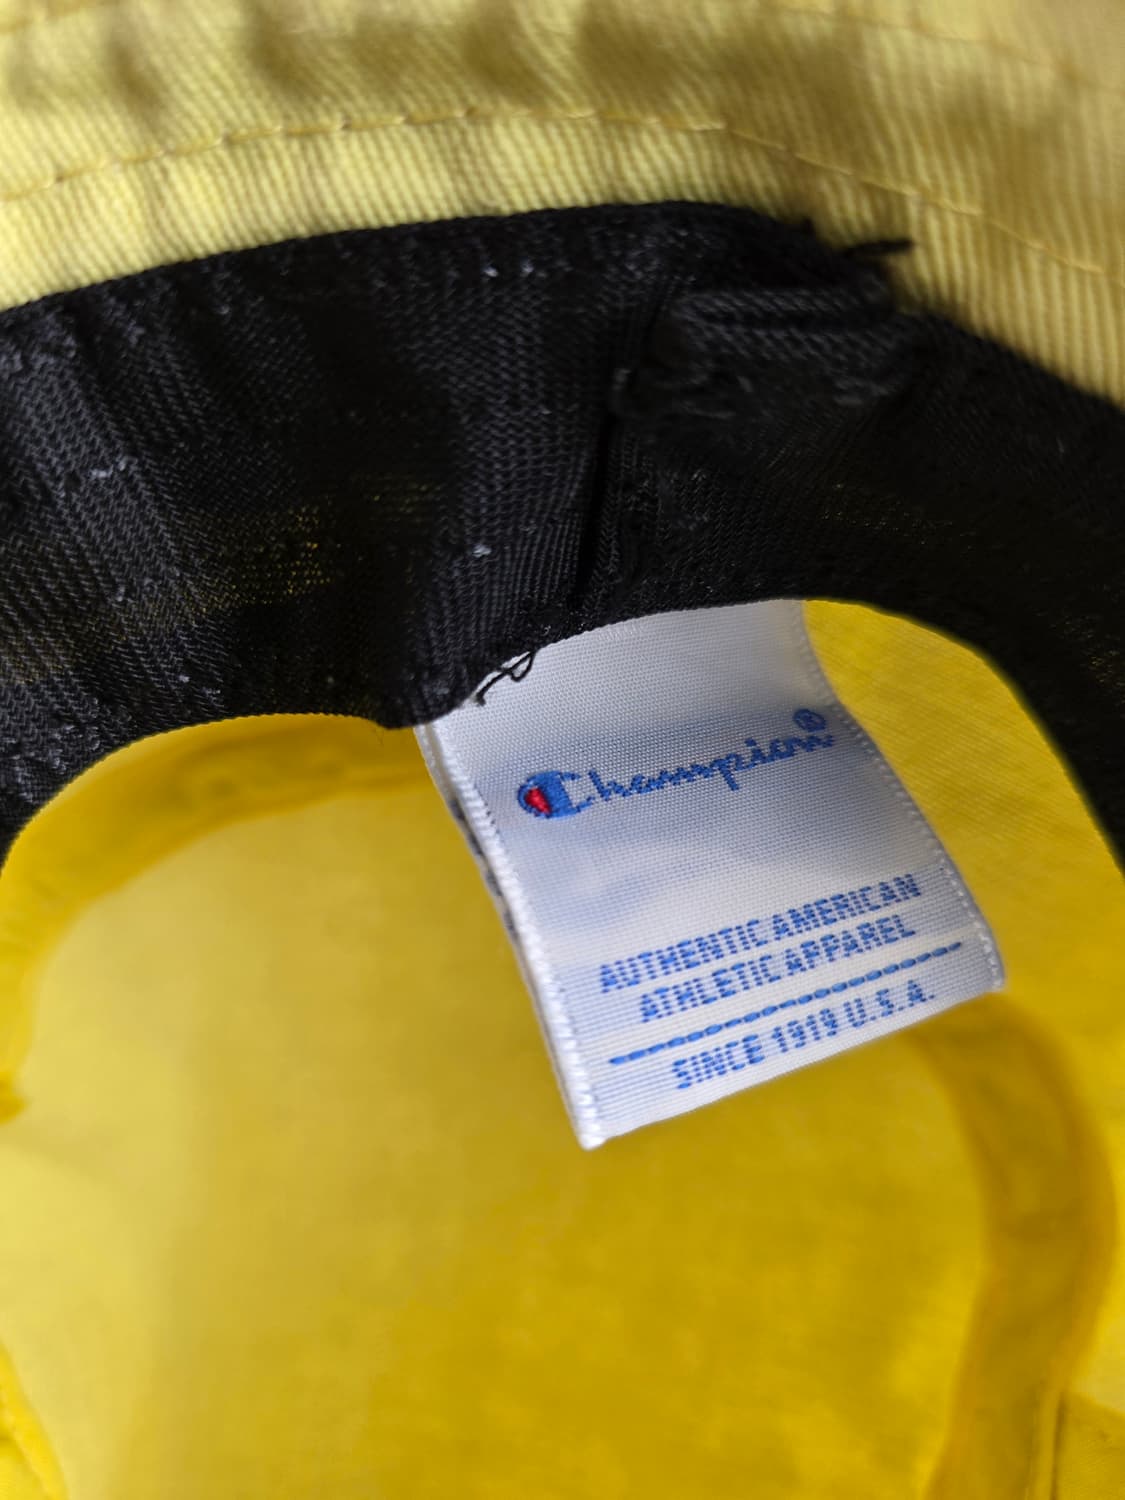 Champion®
AUTHENTIC AMERICAN
ATHLETIC APPAREL
SINCE 1919 U.S.A.